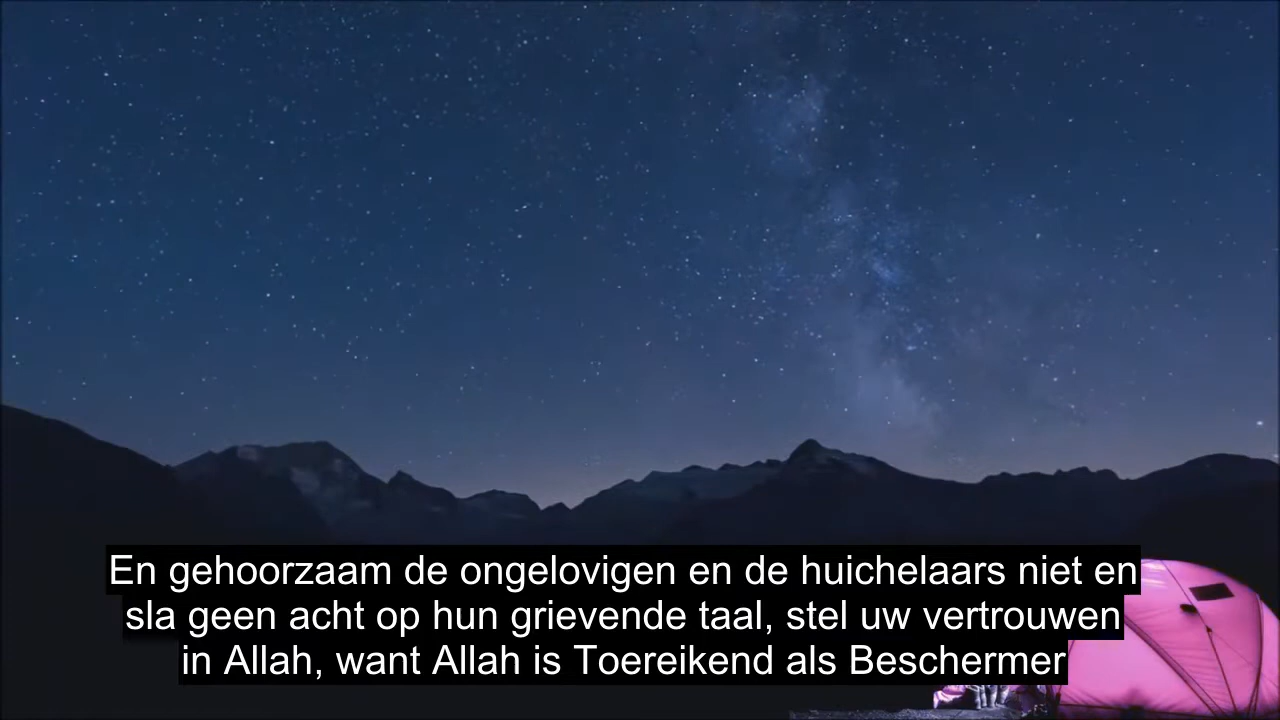 En gehoorzaam de ongelovigen en de huichelaars niet en
sla geen acht op hun grievende taal, stel uw vertrouwen
in Allah, want Allah is Toereikend als Beschermer